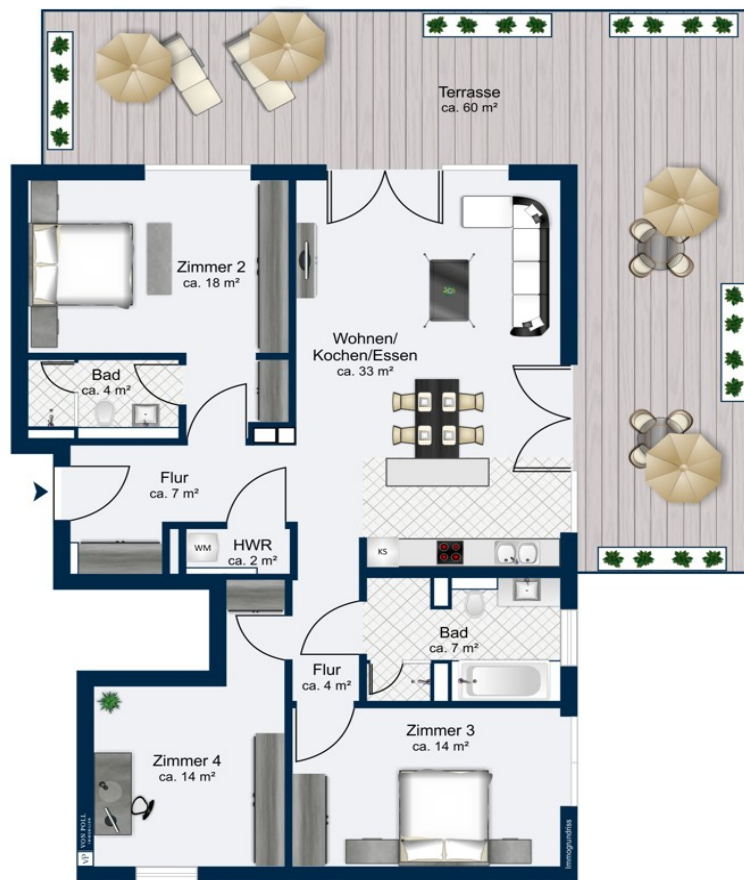 Terrasse
ca. 60 m²
Zimmer 2
ca. 18 m²
Wohnen/
Kochen/Essen
ca. 33 m²
Bad
ca. 4 m²
Flur
ca. 7 m²
WM
HWR
ca. 2 m²
KS
Bad
ca. 7 m²
Flur
ca. 4 m²
Zimmer 3
ca. 14 m²
Zimmer 4
ca. 14 m²
VP
VON POLL
IMMOBILIEN
Immogrundriss